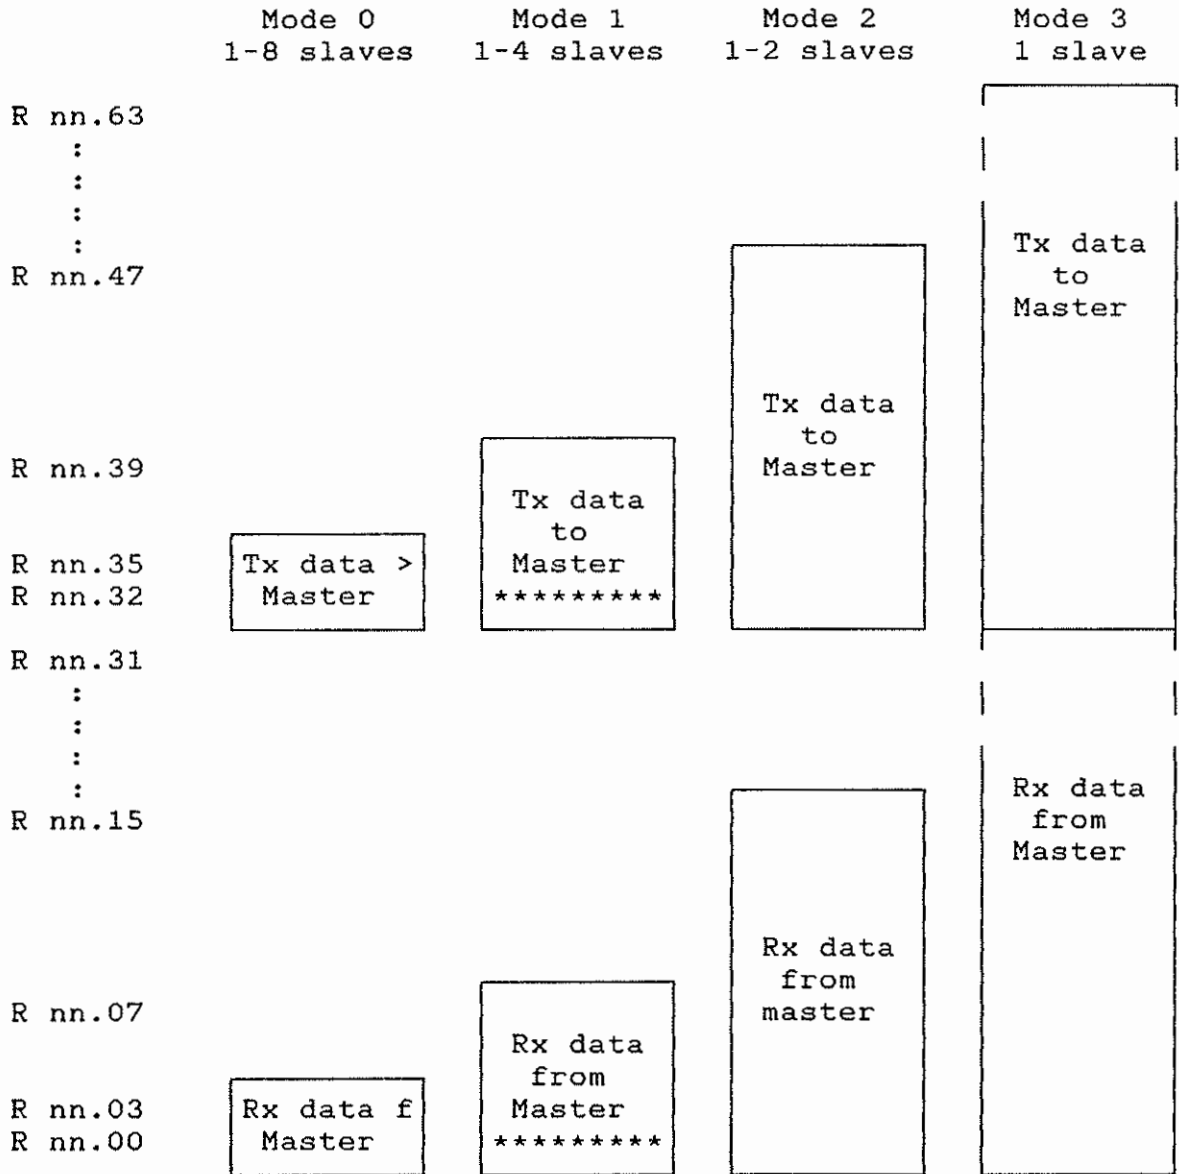 Mode 0 Mode 1 Mode 2 Mode 3
1-8 slaves 1-4 slaves 1-2 slaves 1 slave
R nn.63
:
:
:
: Tx data
R nn.47 to
Master
Tx data
to
R nn.39 Master
Tx data
to
R nn.35 Tx data > Master
R nn.32 Master *********
R nn.31
:
:
:
: Rx data
R nn.15 from
Master
Rx data
from
R nn.07 master
Rx data
from
R nn.03 Rx data f Master
R nn.00 Master *********